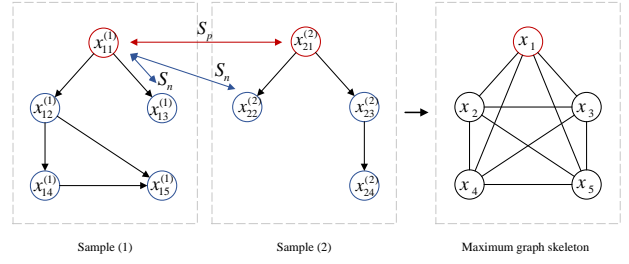 S_p
x_{11}^{(1)} x_{21}^{(2)} x_1
S_n S_n
x_{12}^{(1)} x_{13}^{(1)} x_{22}^{(2)} x_{23}^{(2)} x_2 x_3
x_{14}^{(1)} x_{15}^{(1)} x_{24}^{(2)} x_4 x_5
Sample (1) Sample (2) Maximum graph skeleton